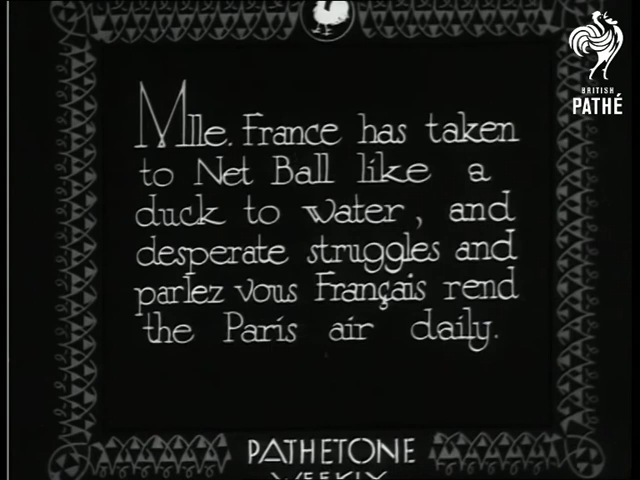 BRITISH
PATHÉ
Mlle. France has taken
to Net Ball like a
duck to water, and
desperate struggles and
parlez vous Français rend
the Paris air daily.
PATHETONE
WEEKLY